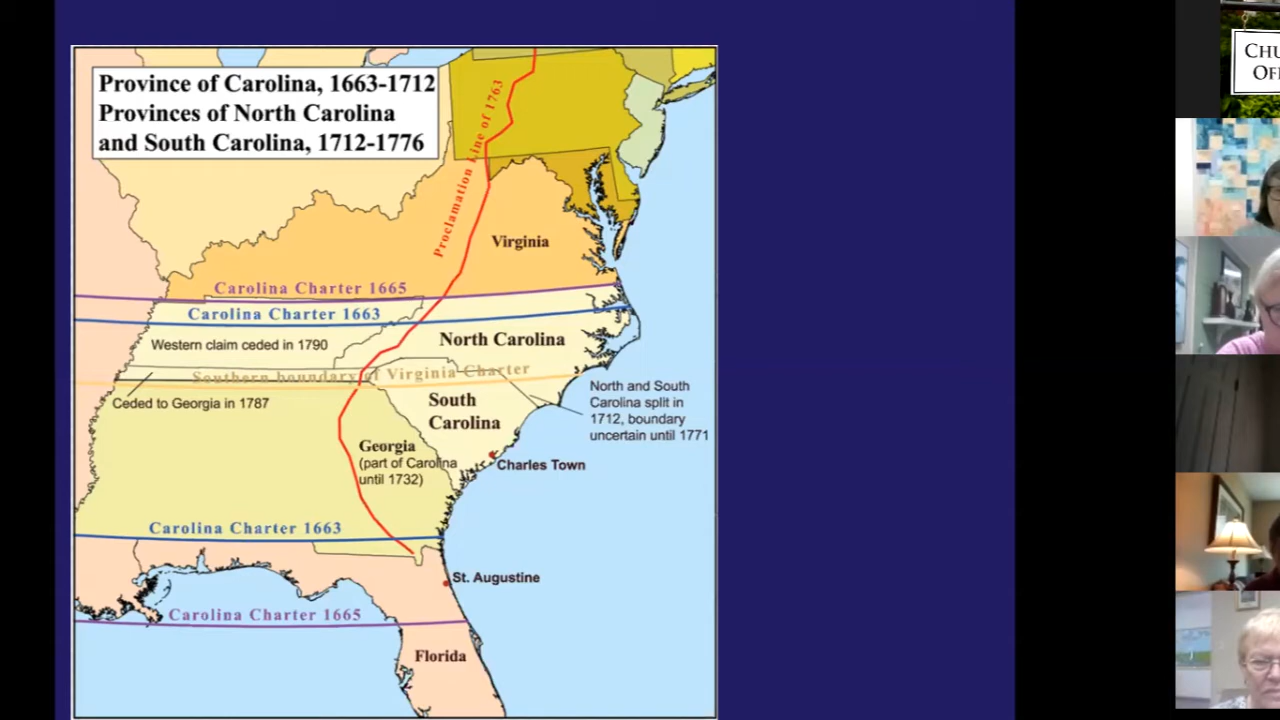 Province of Carolina, 1663-1712
Provinces of North Carolina
and South Carolina, 1712-1776
Proclamation Line of 1763
Virginia
Carolina Charter 1665
Carolina Charter 1663
Western claim ceded in 1790
North Carolina
Southern boundary of Virginia Charter
Ceded to Georgia in 1787
North and South
Carolina split in
1712, boundary
uncertain until 1771
South
Carolina
Georgia
(part of Carolina
until 1732)
Charles Town
Carolina Charter 1663
St. Augustine
Carolina Charter 1665
Florida
CHU
OF